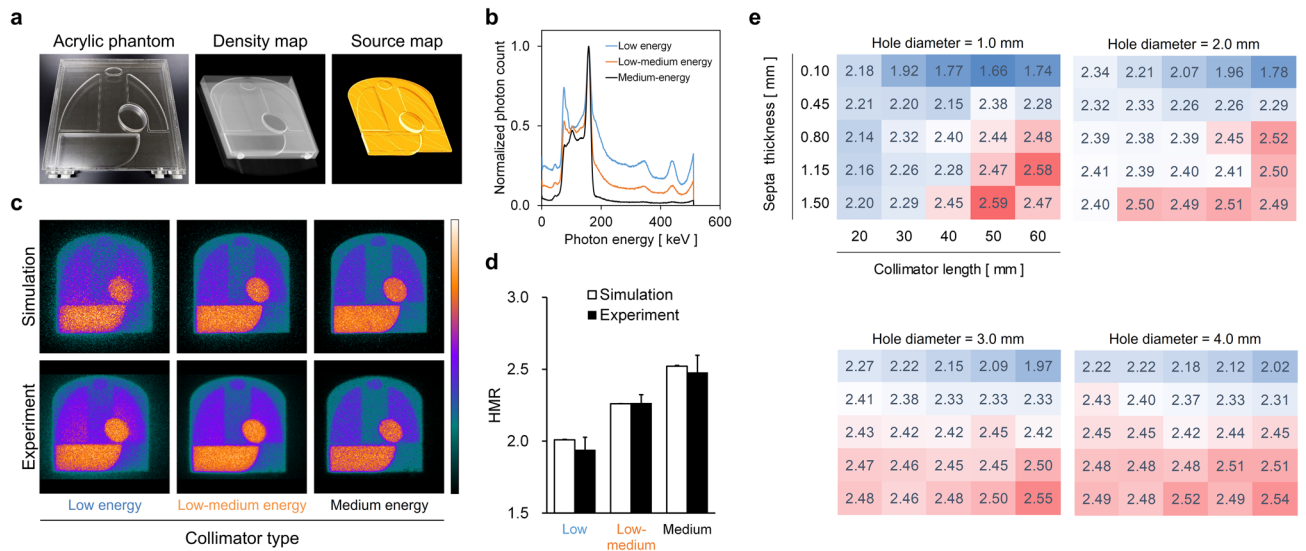 a
Acrylic phantom
Density map
Source map
b
Normalized photon count
1.0
0.5
0.0
Low energy
Low-medium energy
Medium-energy
0
200
400
600
Photon energy [ keV ]
c
Simulation
Experiment
Low energy
Low-medium energy
Medium energy
Collimator type
d
HMR
3.0
2.5
2.0
1.5
Simulation
Experiment
Low
Low-
medium
Medium
e
Septa thickness [ mm ]
Hole diameter = 1.0 mm
0.10 2.18 1.92 1.77 1.66 1.74
0.45 2.21 2.20 2.15 2.38 2.28
0.80 2.14 2.32 2.40 2.44 2.48
1.15 2.16 2.26 2.28 2.47 2.58
1.50 2.20 2.29 2.45 2.59 2.47
20 30 40 50 60
Collimator length [ mm ]
Hole diameter = 2.0 mm
2.34 2.21 2.07 1.96 1.78
2.32 2.33 2.26 2.26 2.29
2.39 2.38 2.39 2.45 2.52
2.41 2.39 2.40 2.41 2.50
2.40 2.50 2.49 2.51 2.49
Hole diameter = 3.0 mm
2.27 2.22 2.15 2.09 1.97
2.41 2.38 2.33 2.33 2.33
2.43 2.42 2.42 2.45 2.42
2.47 2.46 2.45 2.45 2.50
2.48 2.46 2.48 2.50 2.55
Hole diameter = 4.0 mm
2.22 2.22 2.18 2.12 2.02
2.43 2.40 2.37 2.33 2.31
2.45 2.45 2.42 2.44 2.45
2.48 2.48 2.48 2.51 2.51
2.49 2.48 2.52 2.49 2.54